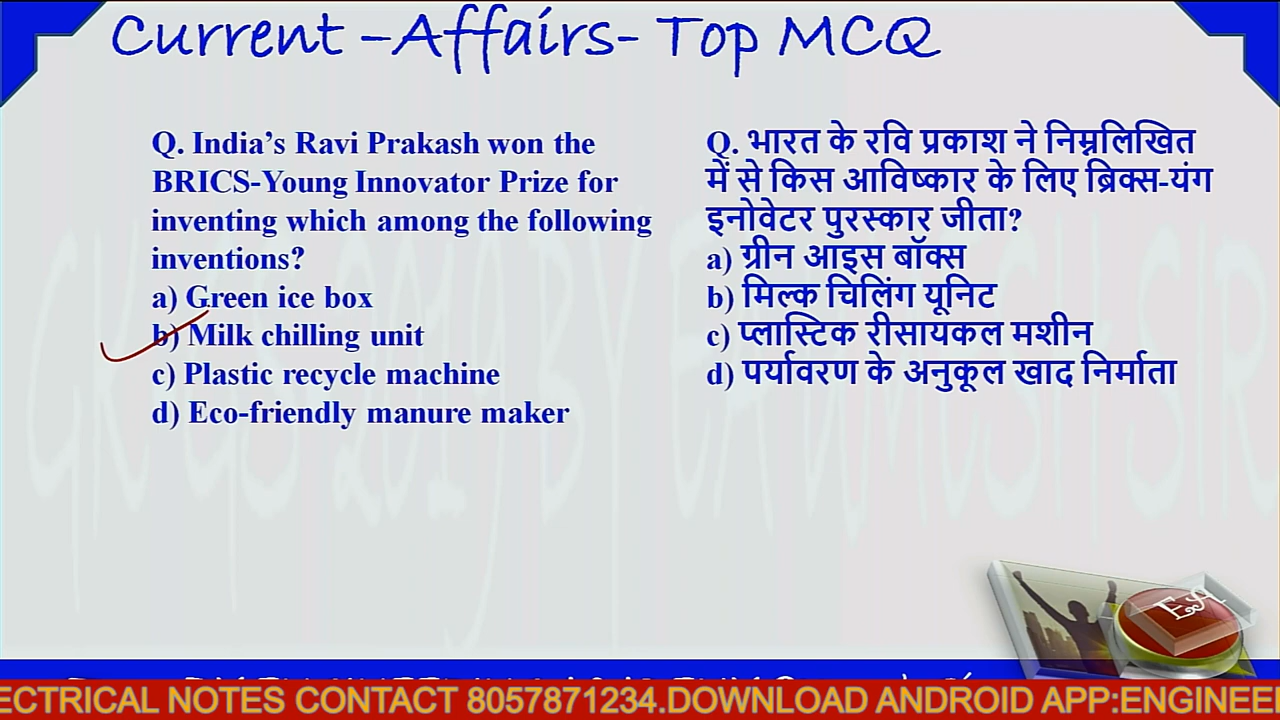 Current –Affairs- Top MCQ
Q. India's Ravi Prakash won the
BRICS-Young Innovator Prize for
inventing which among the following
inventions?
a) Green ice box
b) Milk chilling unit
c) Plastic recycle machine
d) Eco-friendly manure maker
Q. भारत के रवि प्रकाश ने निम्नलिखित
में से किस आविष्कार के लिए ब्रिक्स-यंग
इनोवेटर पुरस्कार जीता?
a) ग्रीन आइस बॉक्स
b) मिल्क चिलिंग यूनिट
c) प्लास्टिक रीसायकल मशीन
d) पर्यावरण के अनुकूल खाद निर्माता
EA
ECTRICAL NOTES CONTACT 8057871234.DOWNLOAD ANDROID APP:ENGINEE